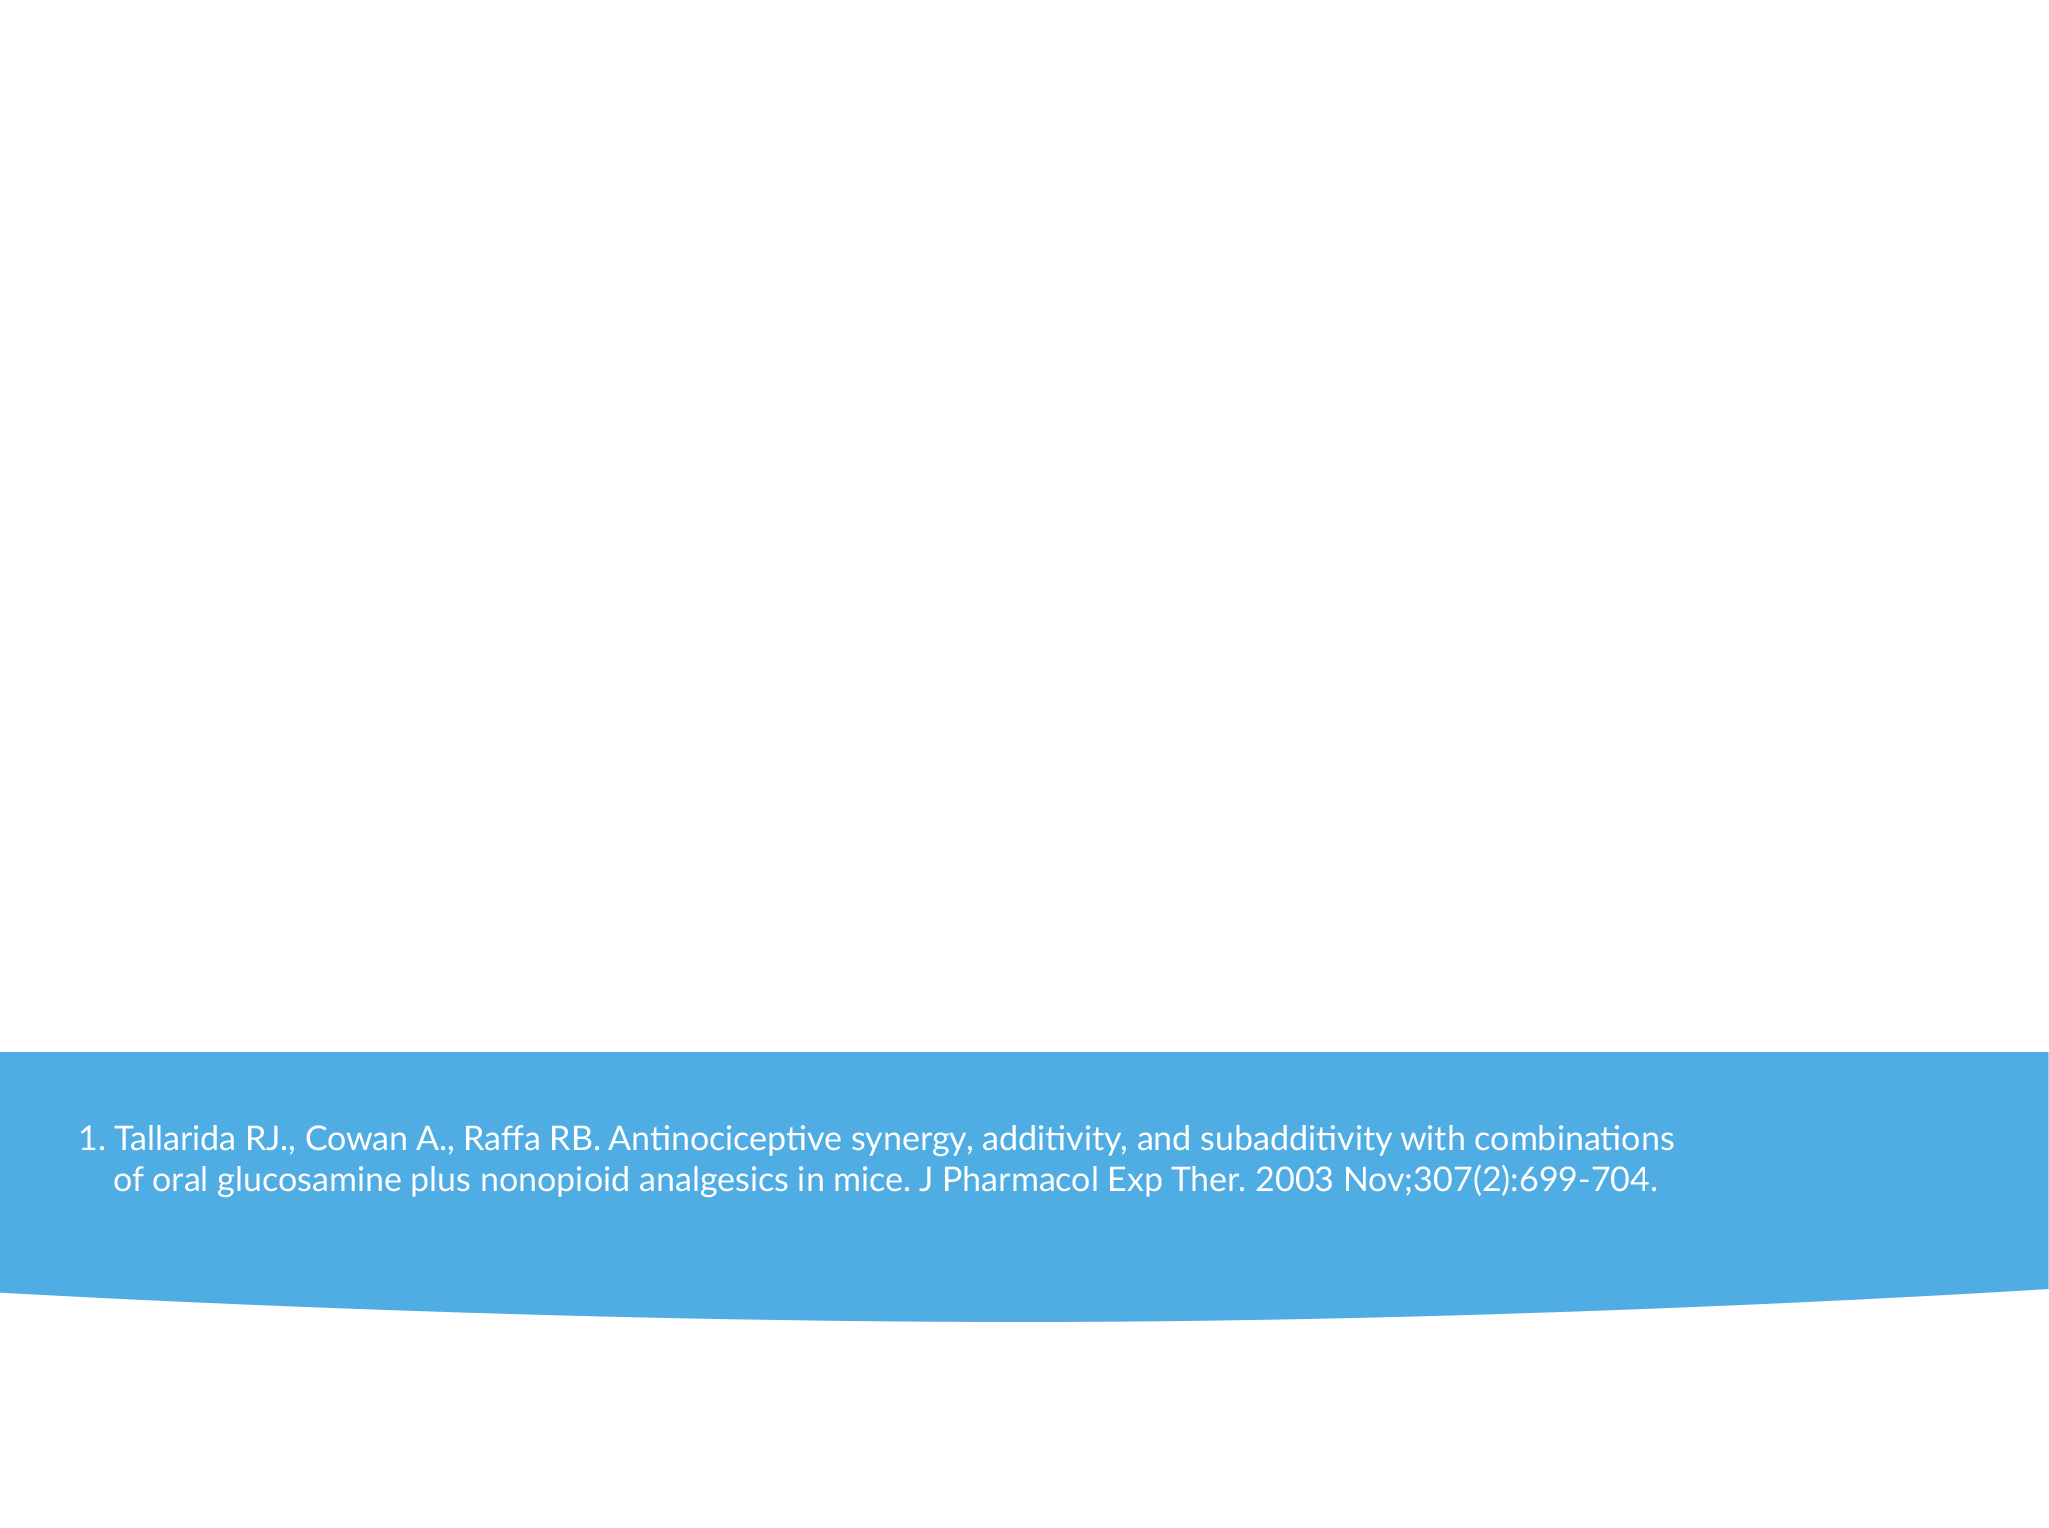 1. Tallarida RJ., Cowan A., Raffa RB. Antinociceptive synergy, additivity, and subadditivity with combinations
of oral glucosamine plus nonopioid analgesics in mice. J Pharmacol Exp Ther. 2003 Nov;307(2):699-704.